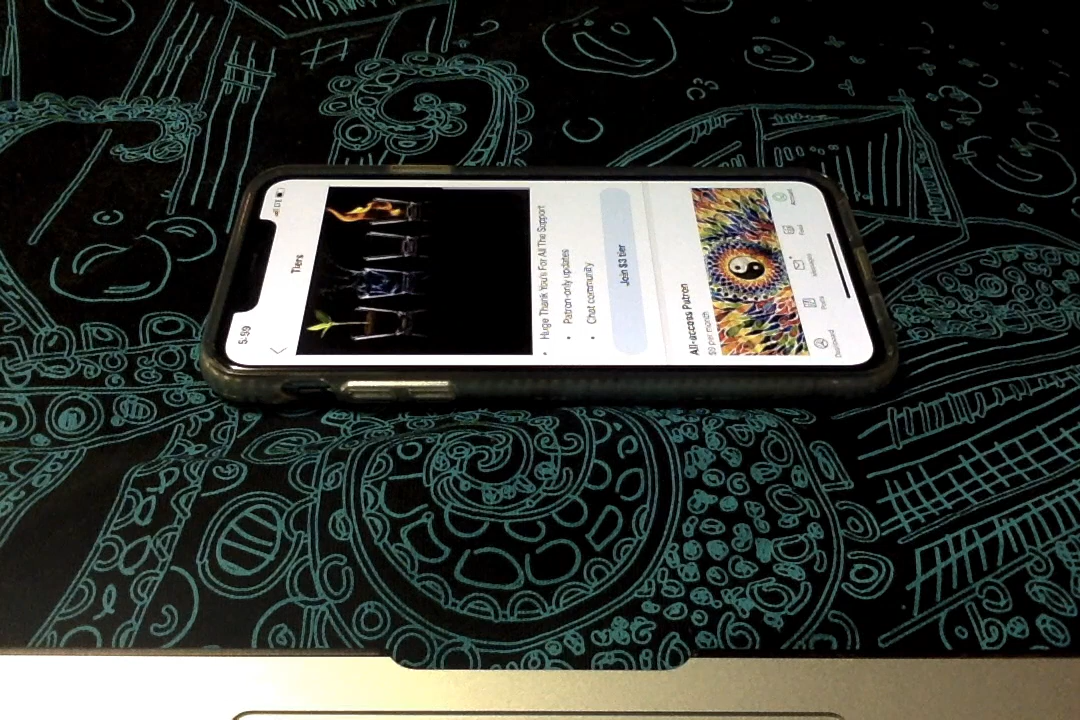 5:59
LTE
Tiers
• Huge Thank You's For All The Support
• Patron-only updates
• Chat community
Join $3 tier
All-access Patron
$9 per month
Dashboard
Posts
Messages
Feed
Account